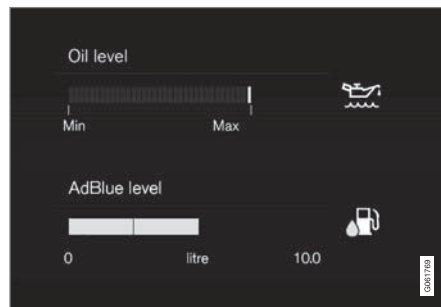 Oil level
Min Max
AdBlue level
0 litre 10.0
G061769